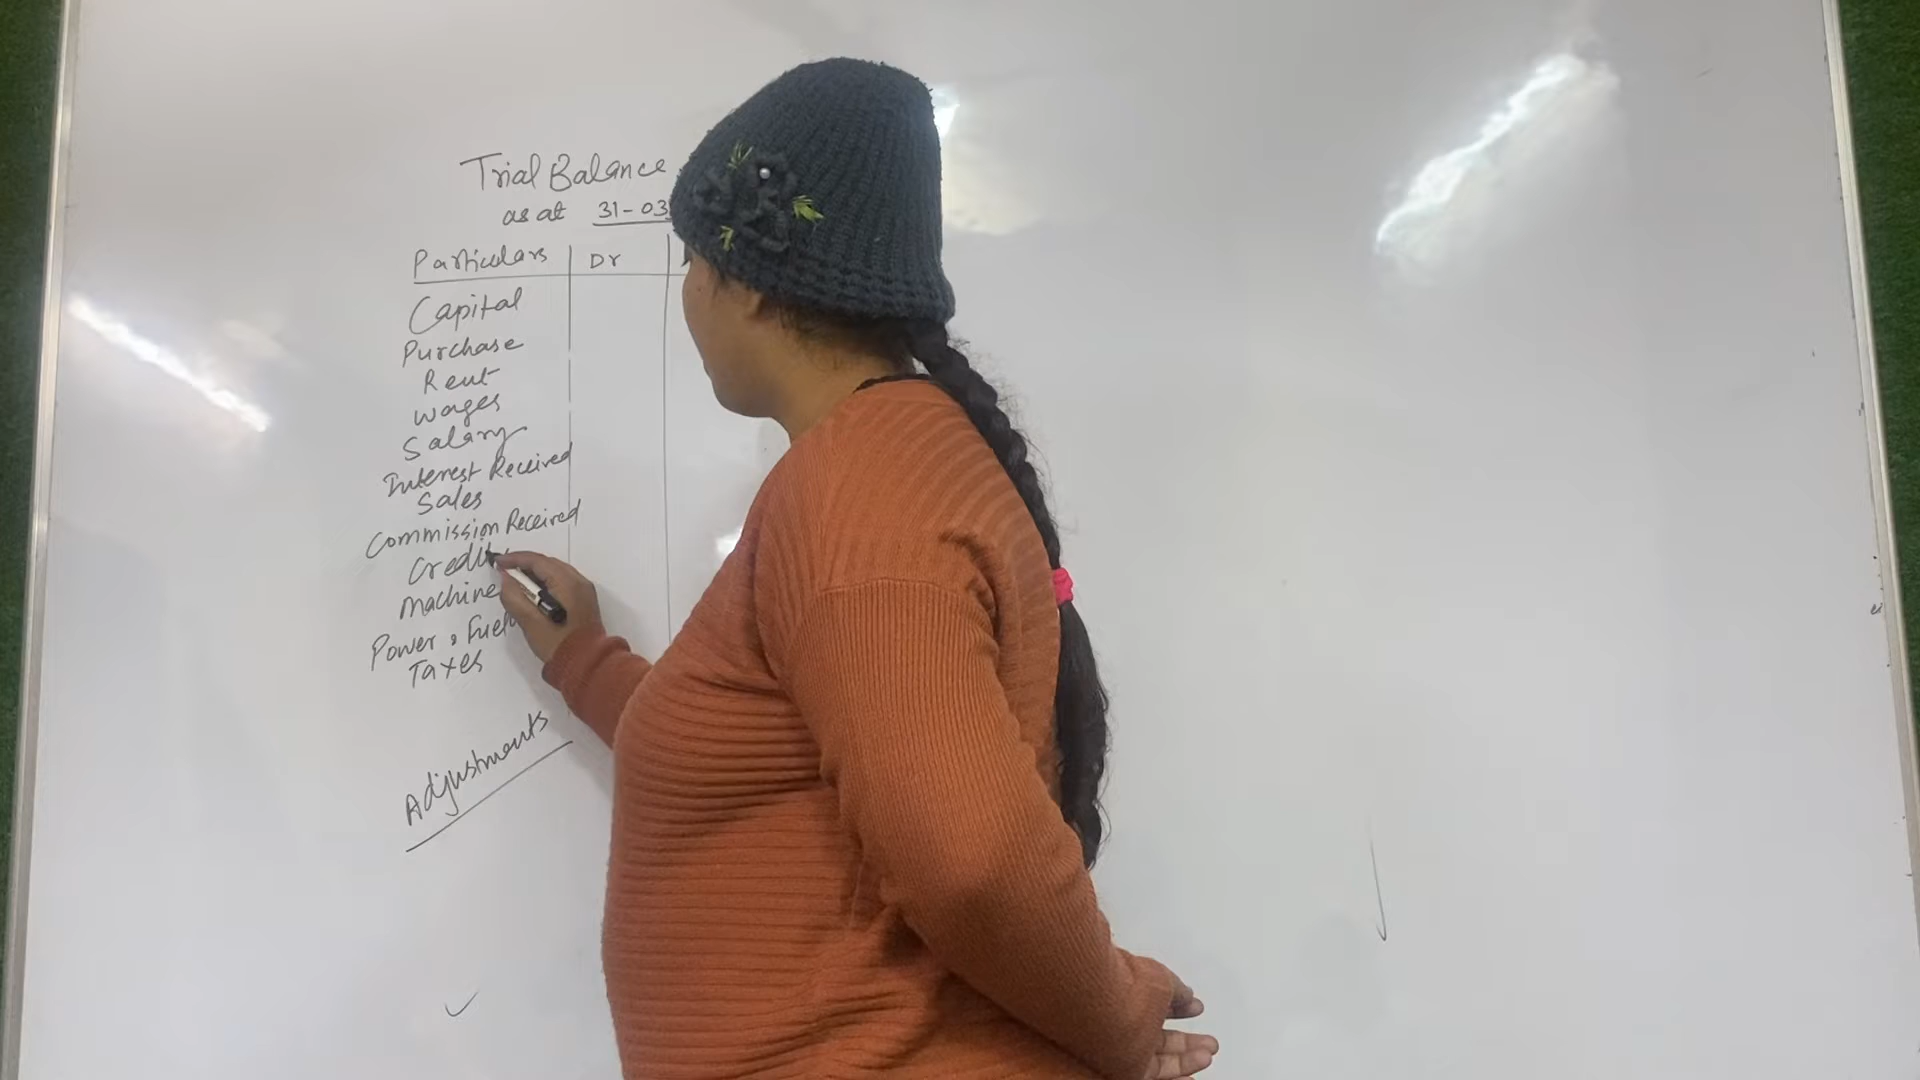 Trial Balance
as at 31-03
Particulars Dr
Capital
Purchase
Rent
Wages
Salary
Interest Received
Sales
Commission Received
Machine
Power & Fuel
Taxes
Adjustments